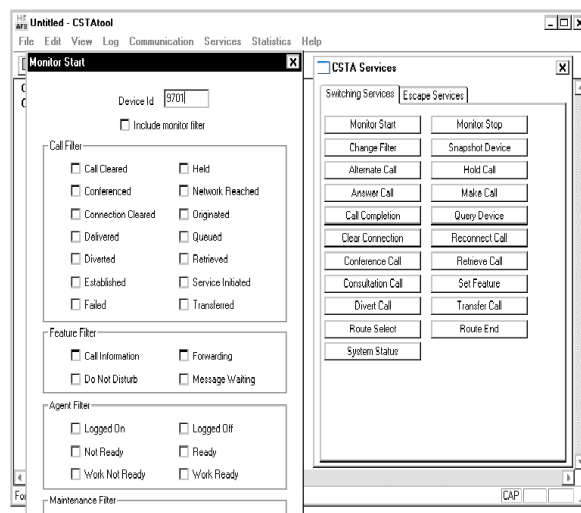 Untitled - CSTAtool
File Edit View Log Communication Services Statistics Help
Monitor Start
Device Id 9701
Include monitor filter
Call Filter
Call Cleared Held
Conferenced Network Reached
Connection Cleared Originated
Delivered Queued
Diverted Retrieved
Established Service Initiated
Failed Transferred
Feature Filter
Call Information Forwarding
Do Not Disturb Message Waiting
Agent Filter
Logged On Logged Off
Not Ready Ready
Work Not Ready Work Ready
Maintenance Filter
CSTA Services
Switching Services Escape Services
Monitor Start Monitor Stop
Change Filter Snapshot Device
Alternate Call Hold Call
Answer Call Make Call
Call Completion Query Device
Clear Connection Reconnect Call
Conference Call Retrieve Call
Consultation Call Set Feature
Divert Call Transfer Call
Route Select Route End
System Status
For
CAP